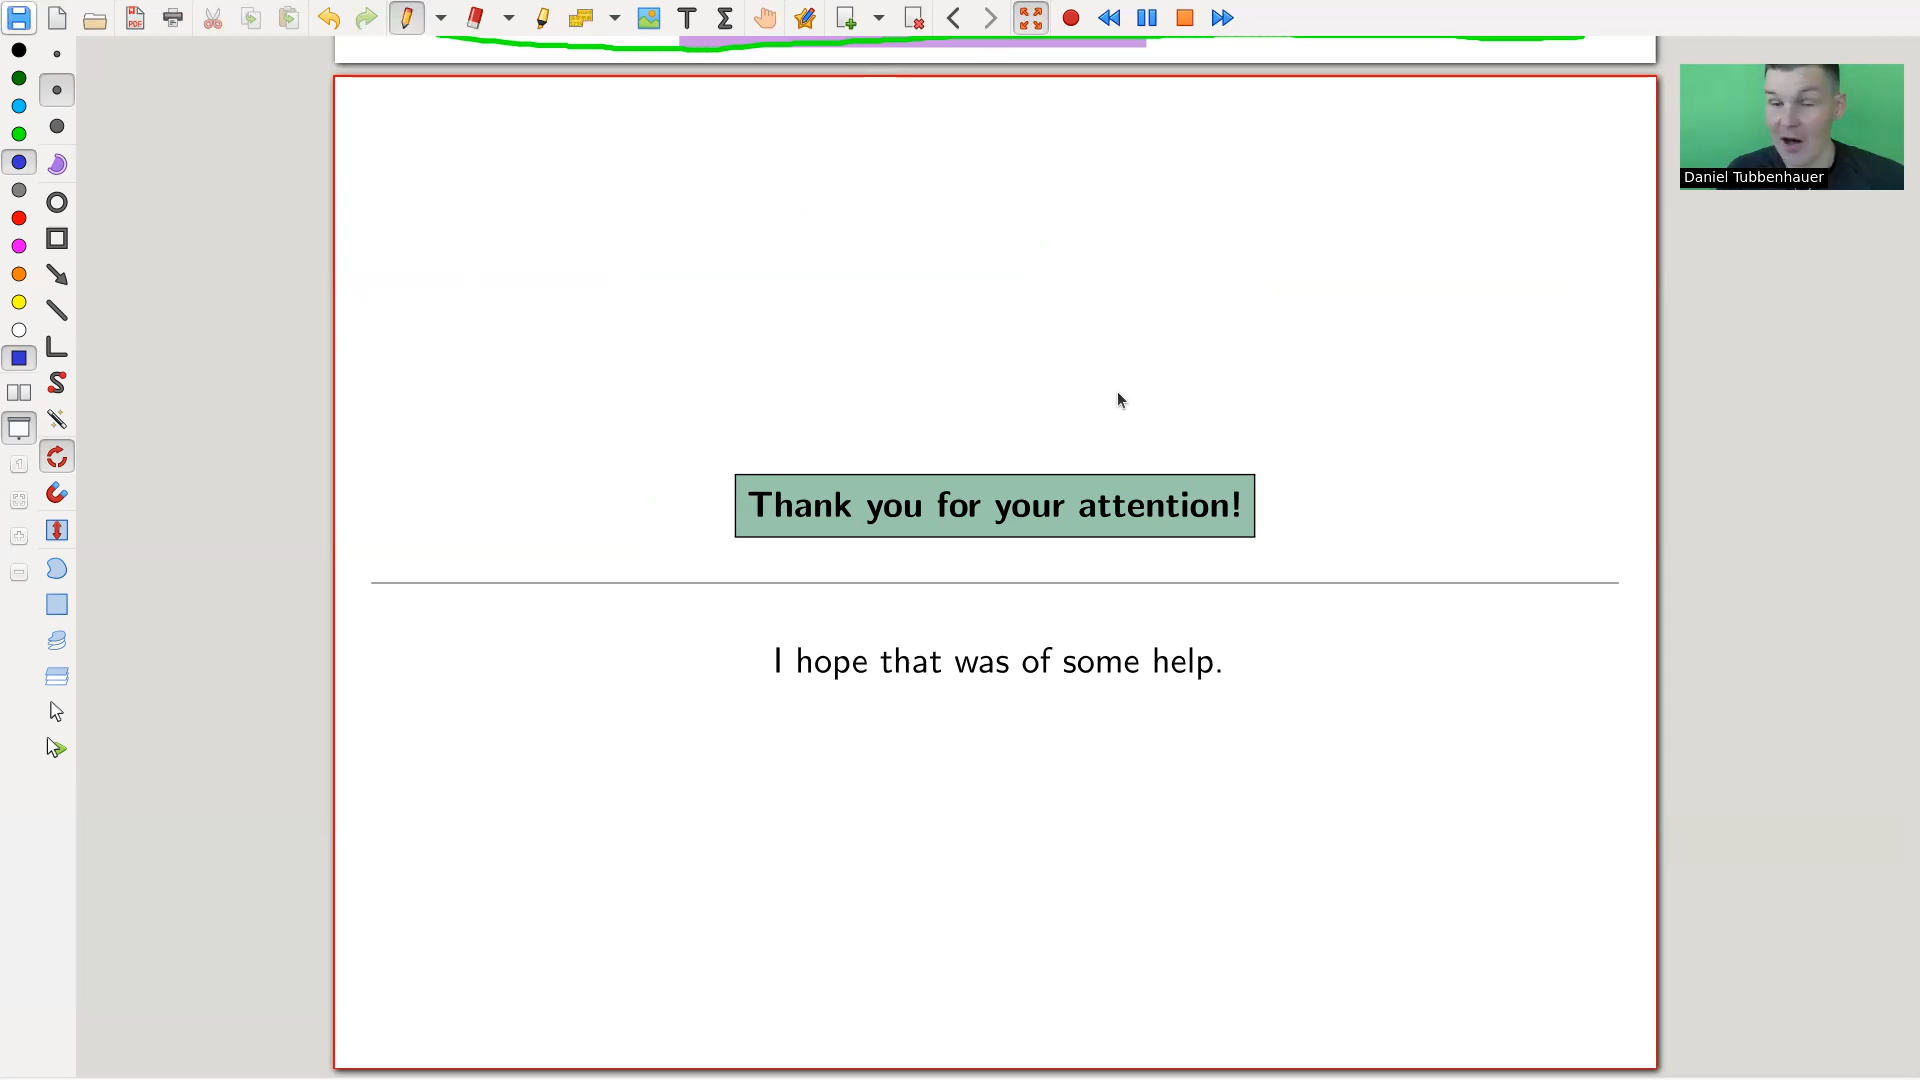 Daniel Tubbenhauer
Thank you for your attention!
I hope that was of some help.